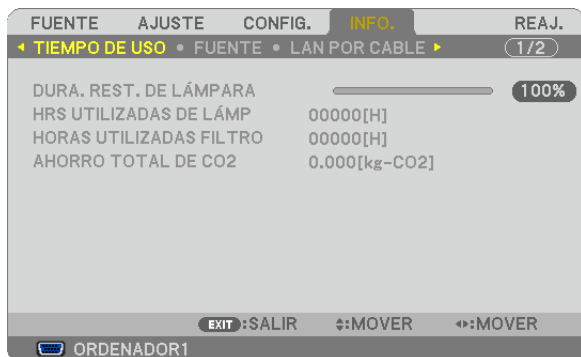 FUENTE AJUSTE CONFIG. INFO. REAJ.
TIEMPO DE USO • FUENTE • LAN POR CABLE 1/2
DURA. REST. DE LÁMPARA 100%
HRS UTILIZADAS DE LÁMP 00000[H]
HORAS UTILIZADAS FILTRO 00000[H]
AHORRO TOTAL DE CO2 0.000[kg-CO2]
EXIT :SALIR :MOVER :MOVER
ORDENADOR1